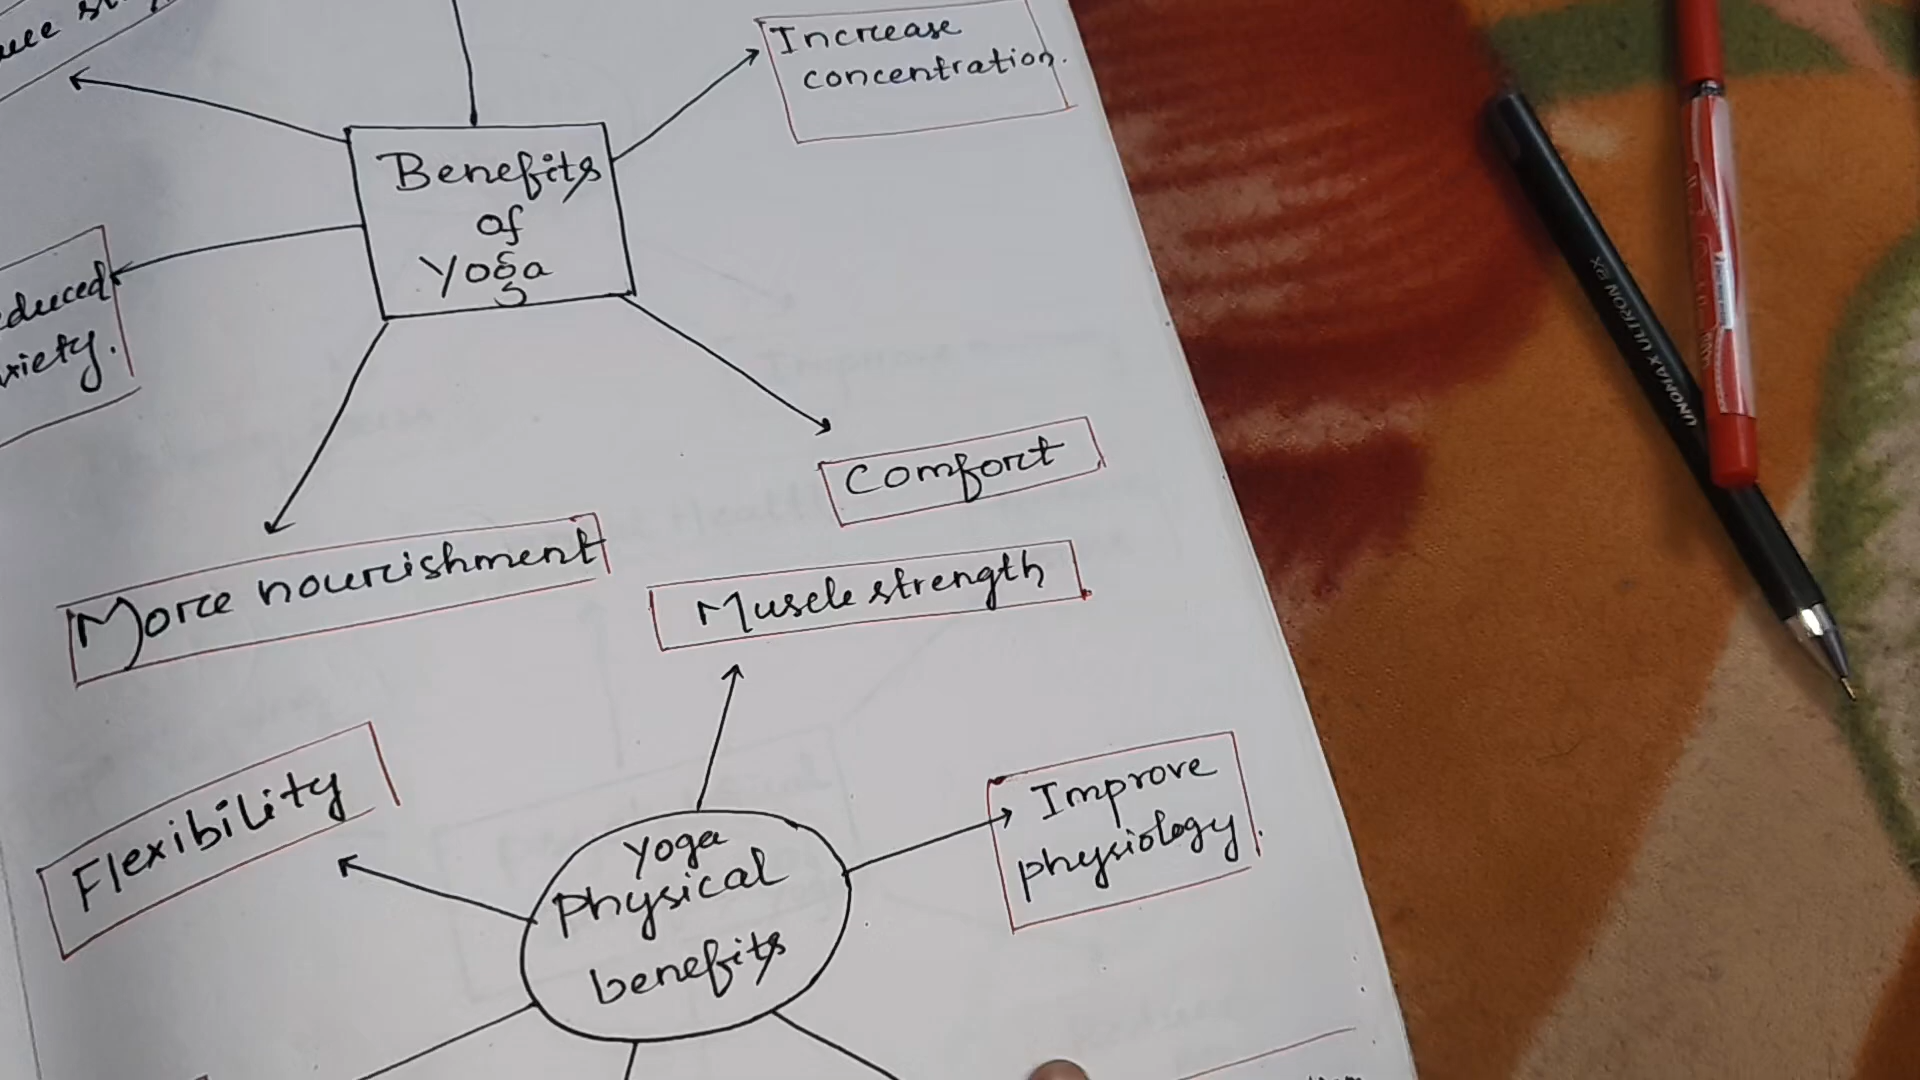 Increase
concentration.
Benefits
of
Yoga
educed
xiety.
Comfort
More nourishment
Muscle strength
Flexibility
Improve
physiology.
Yoga
Physical
benefits
UNOMAX ULTRON 2X